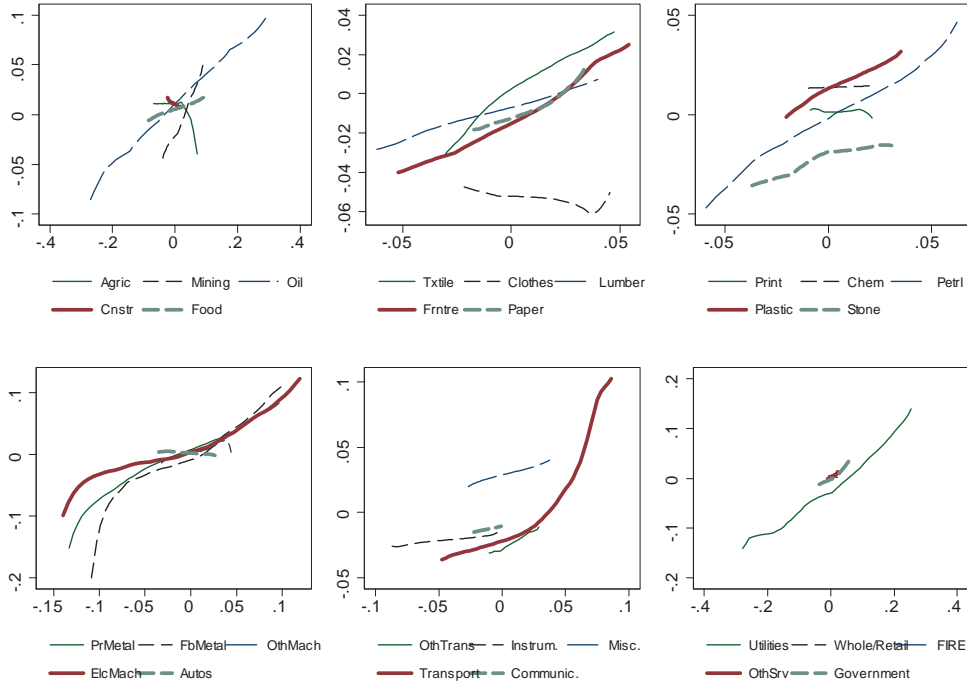 .1
.05
0
-.05
-.1
-.4 -.2 0 .2 .4
Agric Mining Oil
Cnstr Food
.04
.02
0
-.02
-.04
-.06
-.05 0 .05
Txtile Clothes Lumber
Frntre Paper
.05
0
-.05
-.05 0 .05
Print Chem Petrl
Plastic Stone
.1
0
-.1
-.2
-.15 -.1 -.05 0 .05 .1
PrMetal FbMetal OthMach
ElcMach Autos
.1
.05
0
-.05
-.1 -.05 0 .05 .1
OthTrans Instrum. Misc.
Transport Communic.
.2
.1
0
-.1
-.2
-.4 -.2 0 .2 .4
Utilities Whole/Retail FIRE
OthSrv Government